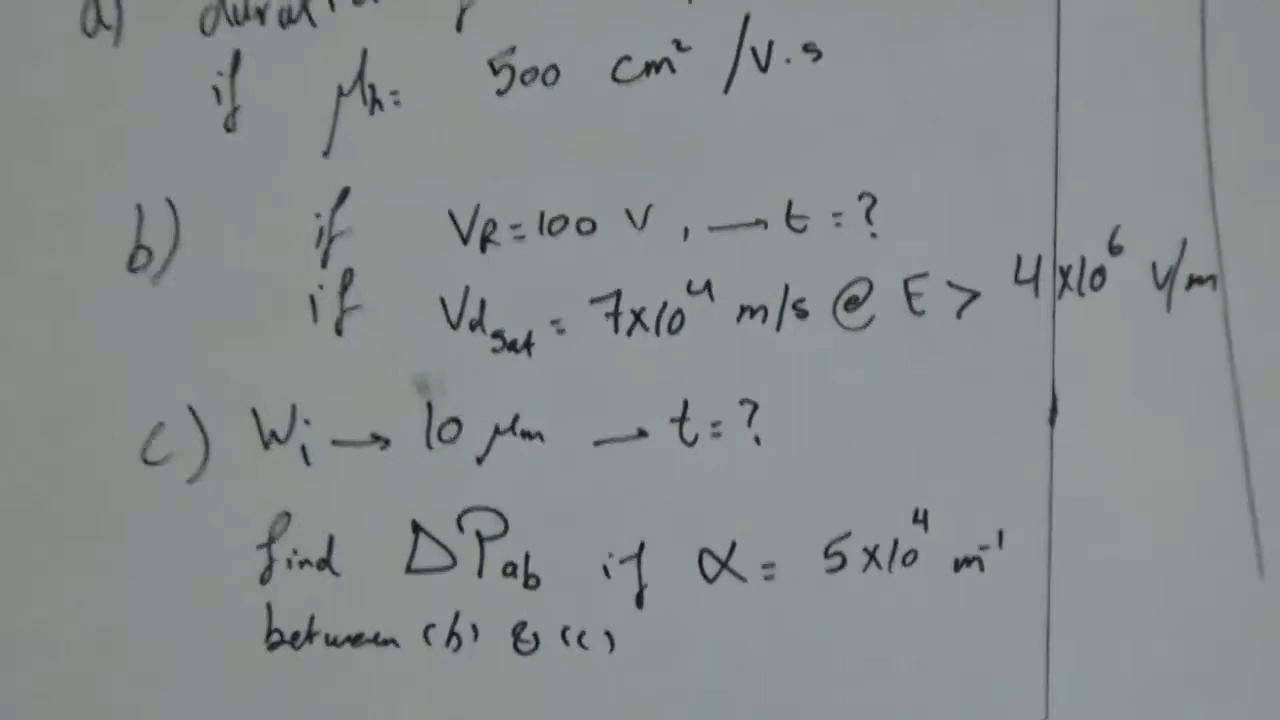 a)
if μh= 500 cm² /V.s
b) if VR=100 V , → t=?
if Vdsat = 7x10⁴ m/s @ E > 4x10⁶ V/m
c) Wi → 10 μm → t=?
find ΔPab if α= 5x10⁴ m⁻¹
between (b) & (c)